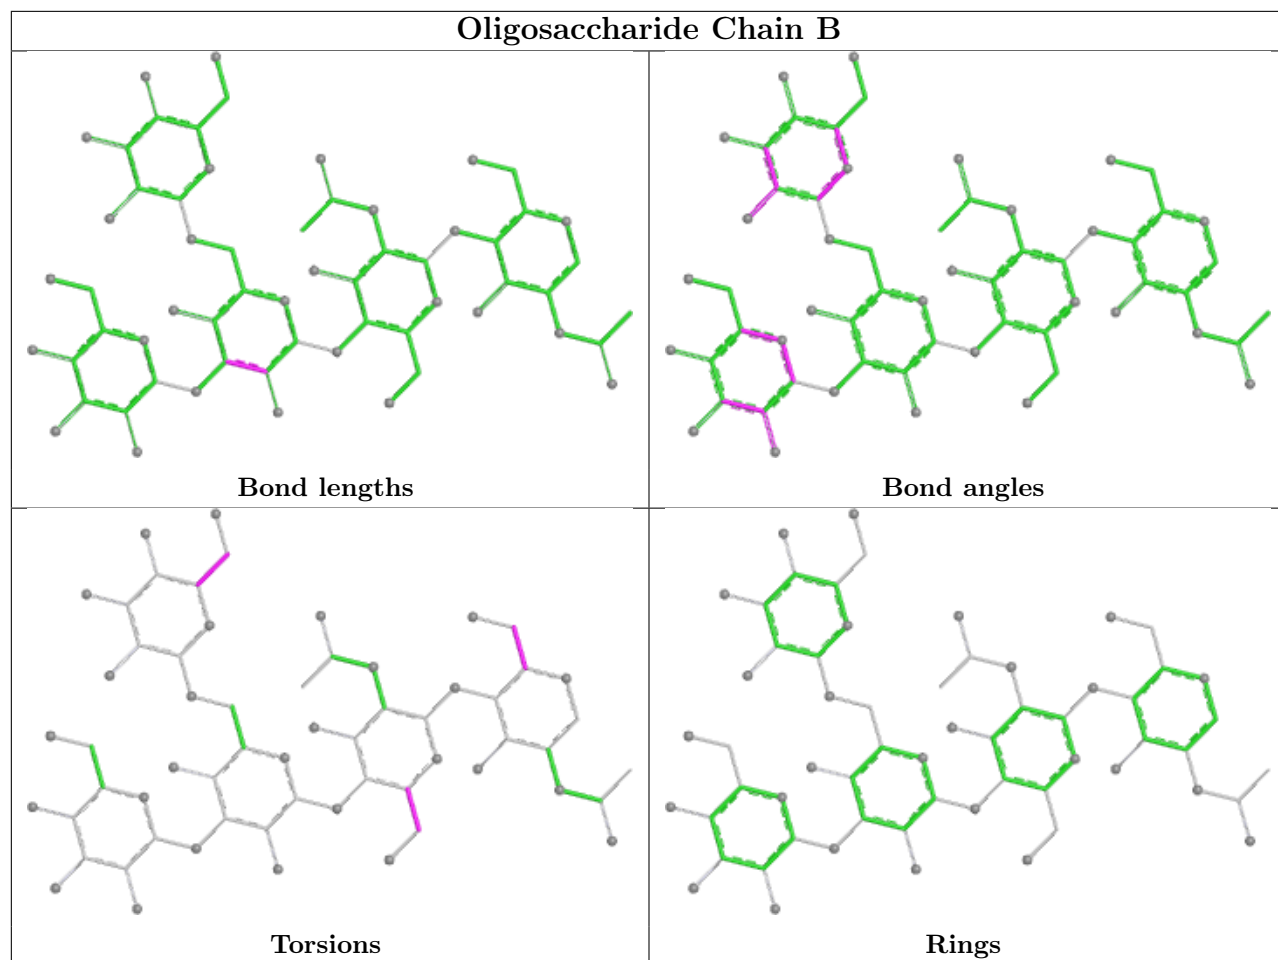 Oligosaccharide Chain B
Bond lengths
Bond angles
Torsions
Rings